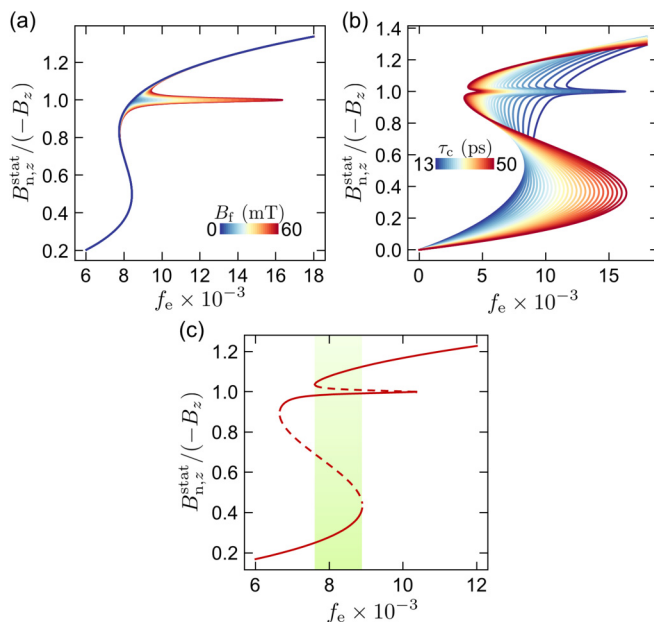 (a)
1.2
1.0
0.8
0.6
0.4
0.2
B^stat_n,z/(−B_z)
B_f (mT)
0 60
6 8 10 12 14 16 18
f_e × 10^−3
(b)
1.4
1.2
1.0
0.8
0.6
0.4
0.2
0.0
B^stat_n,z/(−B_z)
τ_c (ps)
13 50
0 5 10 15
f_e × 10^−3
(c)
1.2
1.0
0.8
0.6
0.4
0.2
B^stat_n,z/(−B_z)
6 8 10 12
f_e × 10^−3